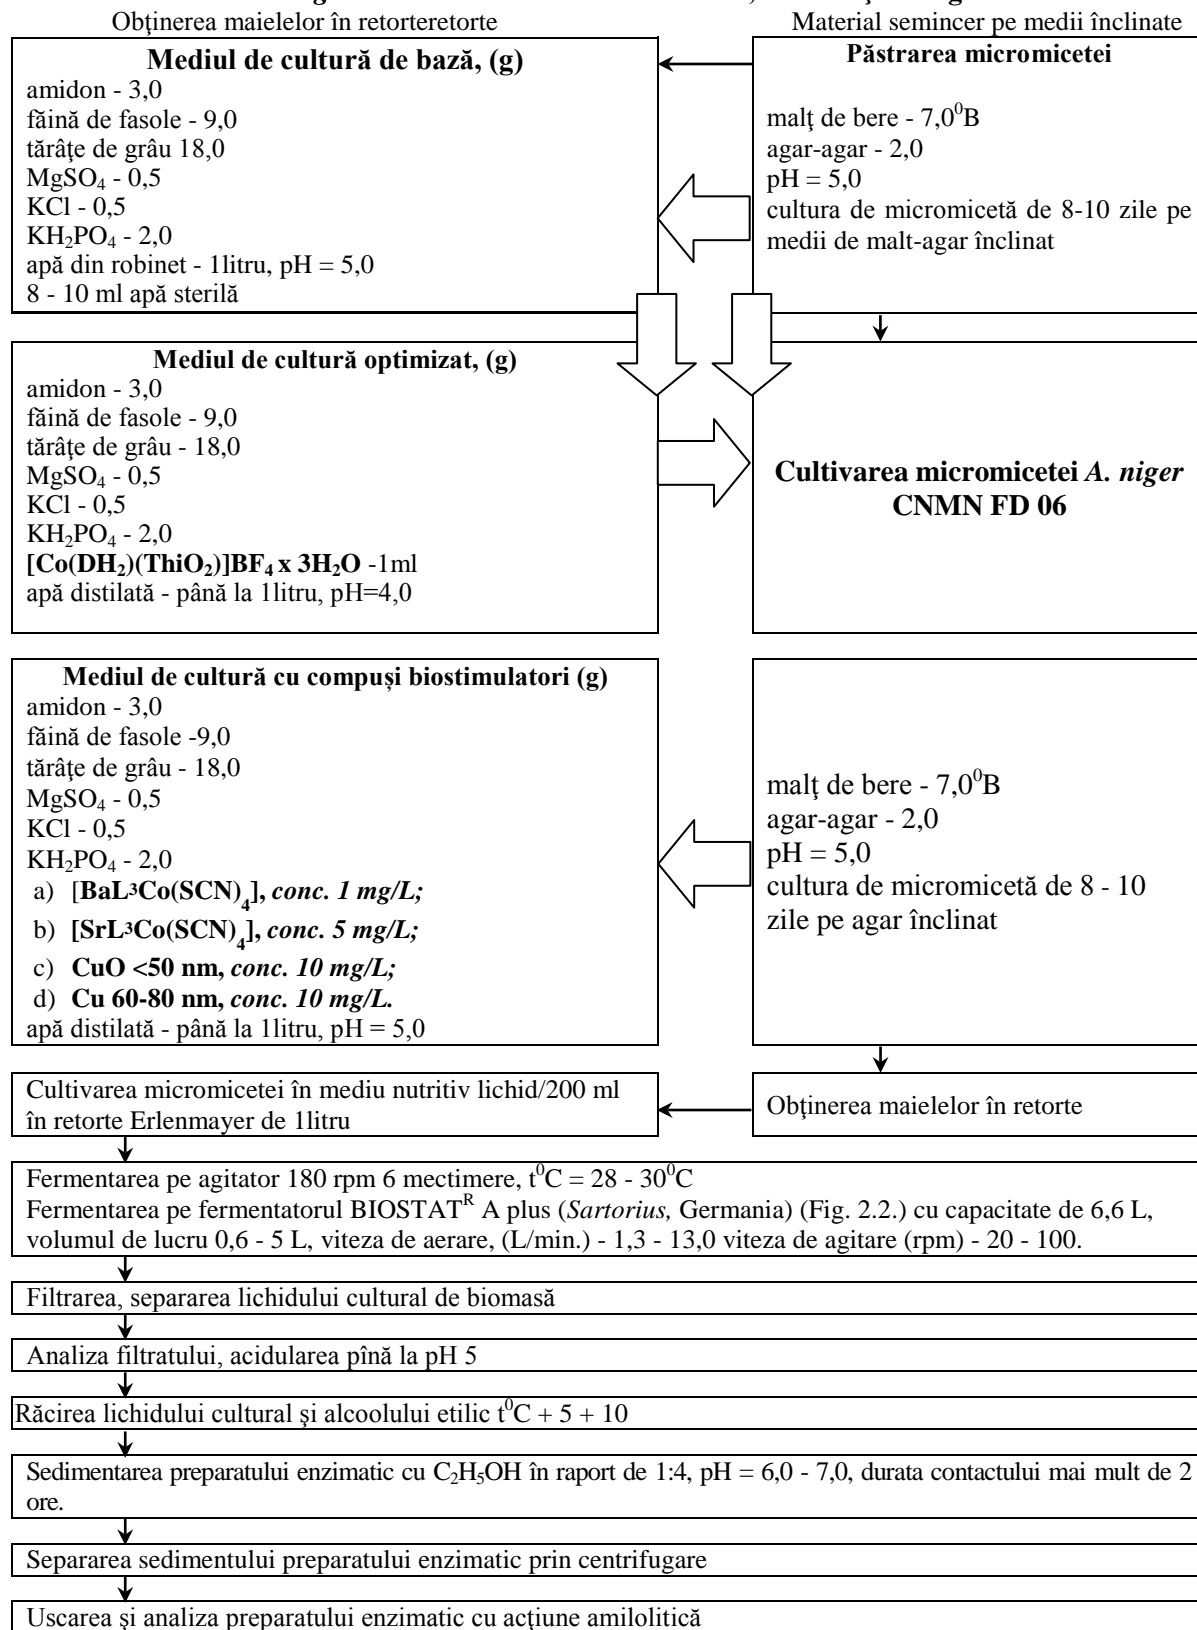 Obţinerea maielelor în retorteretorte
Material semincer pe medii înclinate
Mediul de cultură de bază, (g)
amidon - 3,0
făină de fasole - 9,0
tărâţe de grâu 18,0
MgSO₄ - 0,5
KCl - 0,5
KH₂PO₄ - 2,0
apă din robinet - 1litru, pH = 5,0
8 - 10 ml apă sterilă
Păstrarea micromicetei
malţ de bere - 7,0⁰B
agar-agar - 2,0
pH = 5,0
cultura de micromicetă de 8-10 zile pe
medii de malt-agar înclinat
Mediul de cultură optimizat, (g)
amidon - 3,0
făină de fasole - 9,0
tărâţe de grâu - 18,0
MgSO₄ - 0,5
KCl - 0,5
KH₂PO₄ - 2,0
[Co(DH₂)(ThiO₂)]BF₄ x 3H₂O -1ml
apă distilată - până la 1litru, pH=4,0
Cultivarea micromicetei A. niger
CNMN FD 06
Mediul de cultură cu compuși biostimulatori (g)
amidon - 3,0
făină de fasole -9,0
tărâţe de grâu - 18,0
MgSO₄ - 0,5
KCl - 0,5
KH₂PO₄ - 2,0
a) [BaL³Co(SCN)₄], conc. 1 mg/L;
b) [SrL³Co(SCN)₄], conc. 5 mg/L;
c) CuO <50 nm, conc. 10 mg/L;
d) Cu 60-80 nm, conc. 10 mg/L.
apă distilată - până la 1litru, pH = 5,0
malţ de bere - 7,0⁰B
agar-agar - 2,0
pH = 5,0
cultura de micromicetă de 8 - 10
zile pe agar înclinat
Cultivarea micromicetei în mediu nutritiv lichid/200 ml
în retorte Erlenmayer de 1litru
Obţinerea maielelor în retorte
Fermentarea pe agitator 180 rpm 6 mectimere, t⁰C = 28 - 30⁰C
Fermentarea pe fermentatorul BIOSTATᴿ A plus (Sartorius, Germania) (Fig. 2.2.) cu capacitate de 6,6 L,
volumul de lucru 0,6 - 5 L, viteza de aerare, (L/min.) - 1,3 - 13,0 viteza de agitare (rpm) - 20 - 100.
Filtrarea, separarea lichidului cultural de biomasă
Analiza filtratului, acidularea pînă la pH 5
Răcirea lichidului cultural şi alcoolului etilic t⁰C + 5 + 10
Sedimentarea preparatului enzimatic cu C₂H₅OH în raport de 1:4, pH = 6,0 - 7,0, durata contactului mai mult de 2
ore.
Separarea sedimentului preparatului enzimatic prin centrifugare
Uscarea şi analiza preparatului enzimatic cu acţiune amilolitică